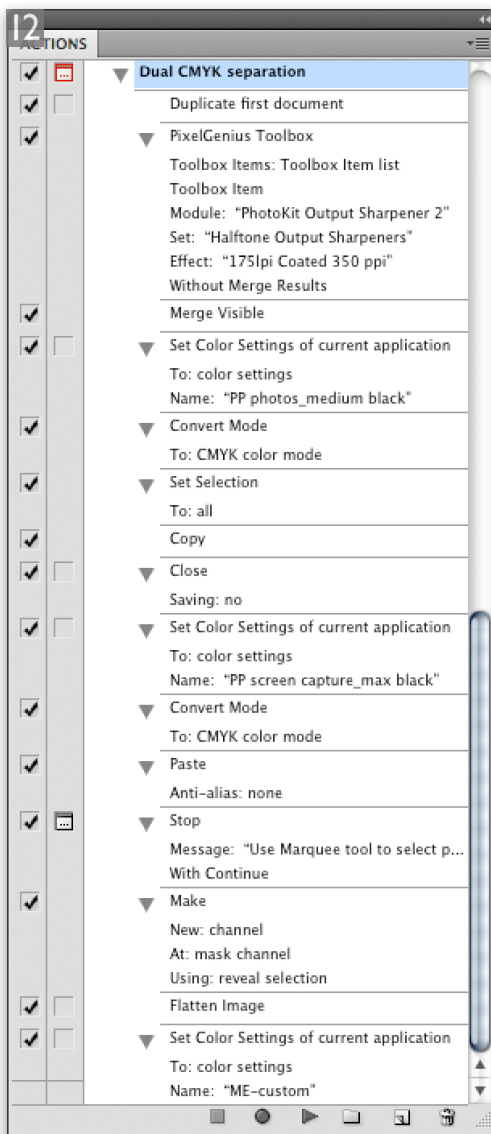 12
ACTIONS
Dual CMYK separation
Duplicate first document
PixelGenius Toolbox
Toolbox Items: Toolbox Item list
Toolbox Item
Module: “PhotoKit Output Sharpener 2”
Set: “Halftone Output Sharpeners”
Effect: “175lpi Coated 350 ppi”
Without Merge Results
Merge Visible
Set Color Settings of current application
To: color settings
Name: “PP photos_medium black”
Convert Mode
To: CMYK color mode
Set Selection
To: all
Copy
Close
Saving: no
Set Color Settings of current application
To: color settings
Name: “PP screen capture_max black”
Convert Mode
To: CMYK color mode
Paste
Anti-alias: none
Stop
Message: “Use Marquee tool to select p...
With Continue
Make
New: channel
At: mask channel
Using: reveal selection
Flatten Image
Set Color Settings of current application
To: color settings
Name: “ME-custom”